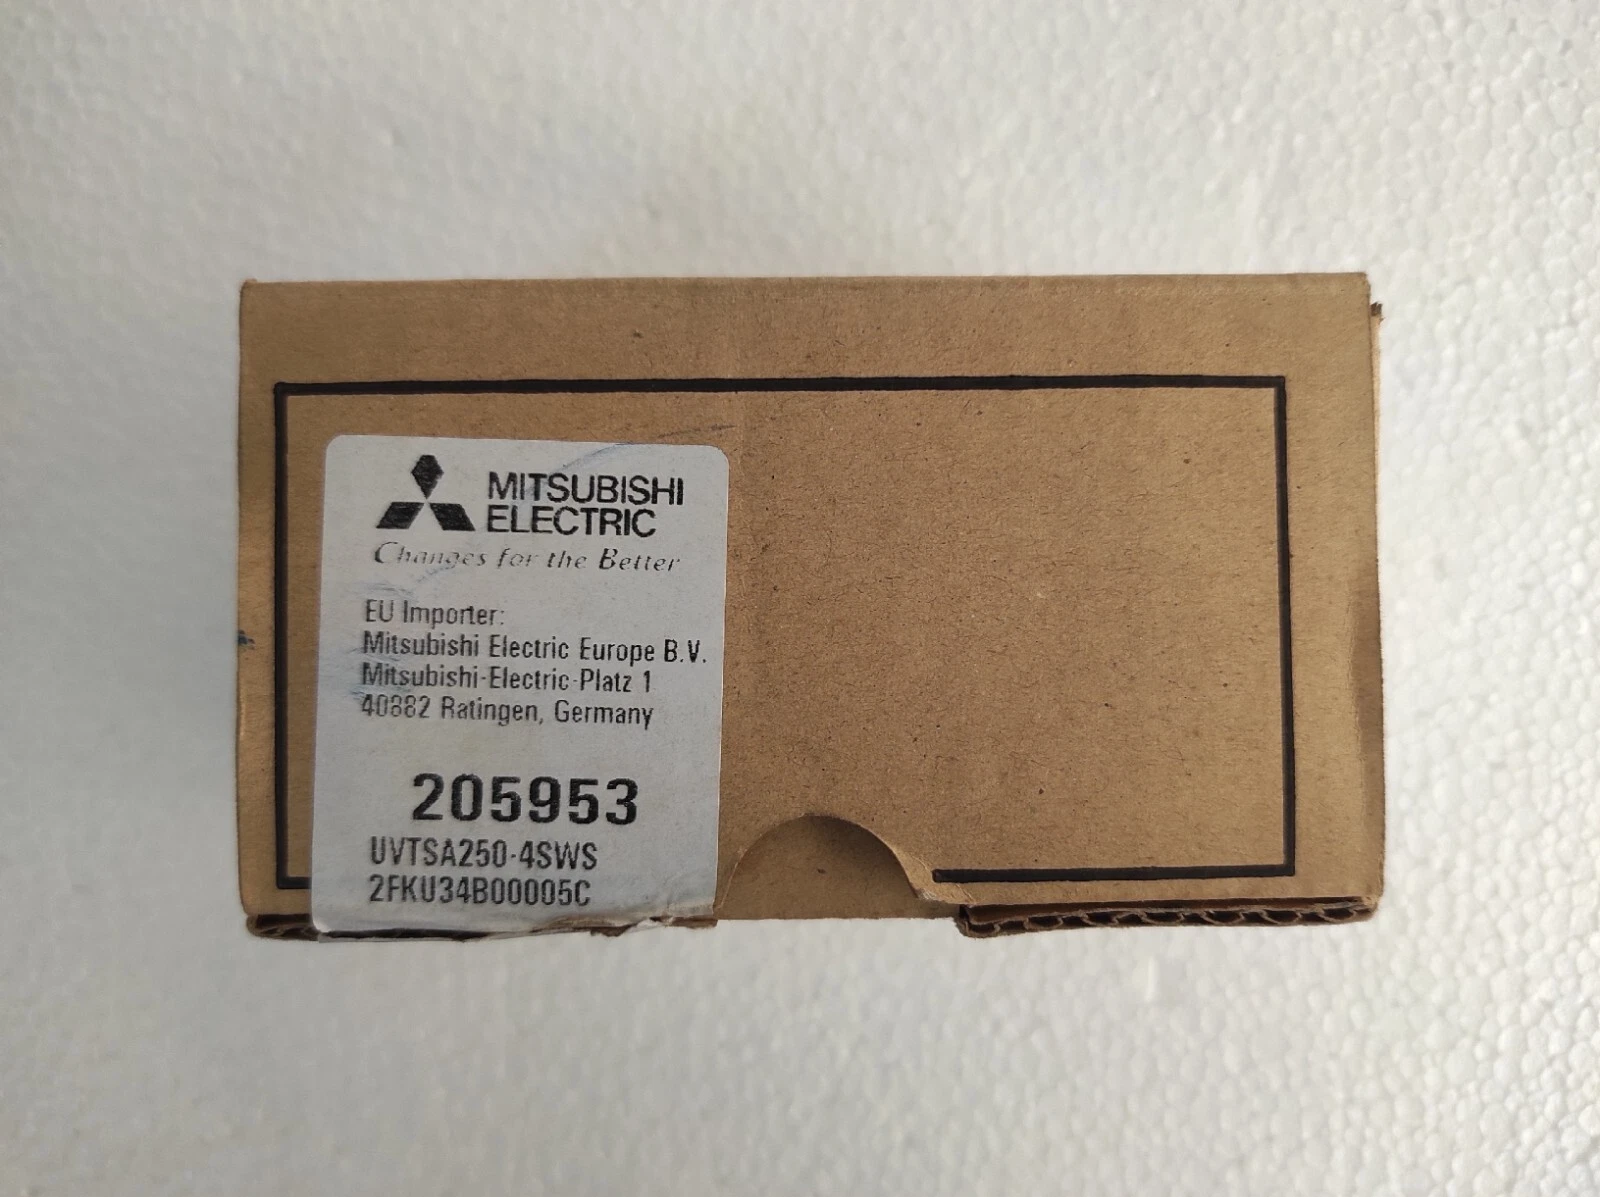 MITSUBISHI
ELECTRIC
Changes for the Better
EU Importer:
Mitsubishi Electric Europe B.V.
Mitsubishi-Electric-Platz 1
40882 Ratingen, Germany
205953
UVTSA250-4SWS
2FKU34B00005C